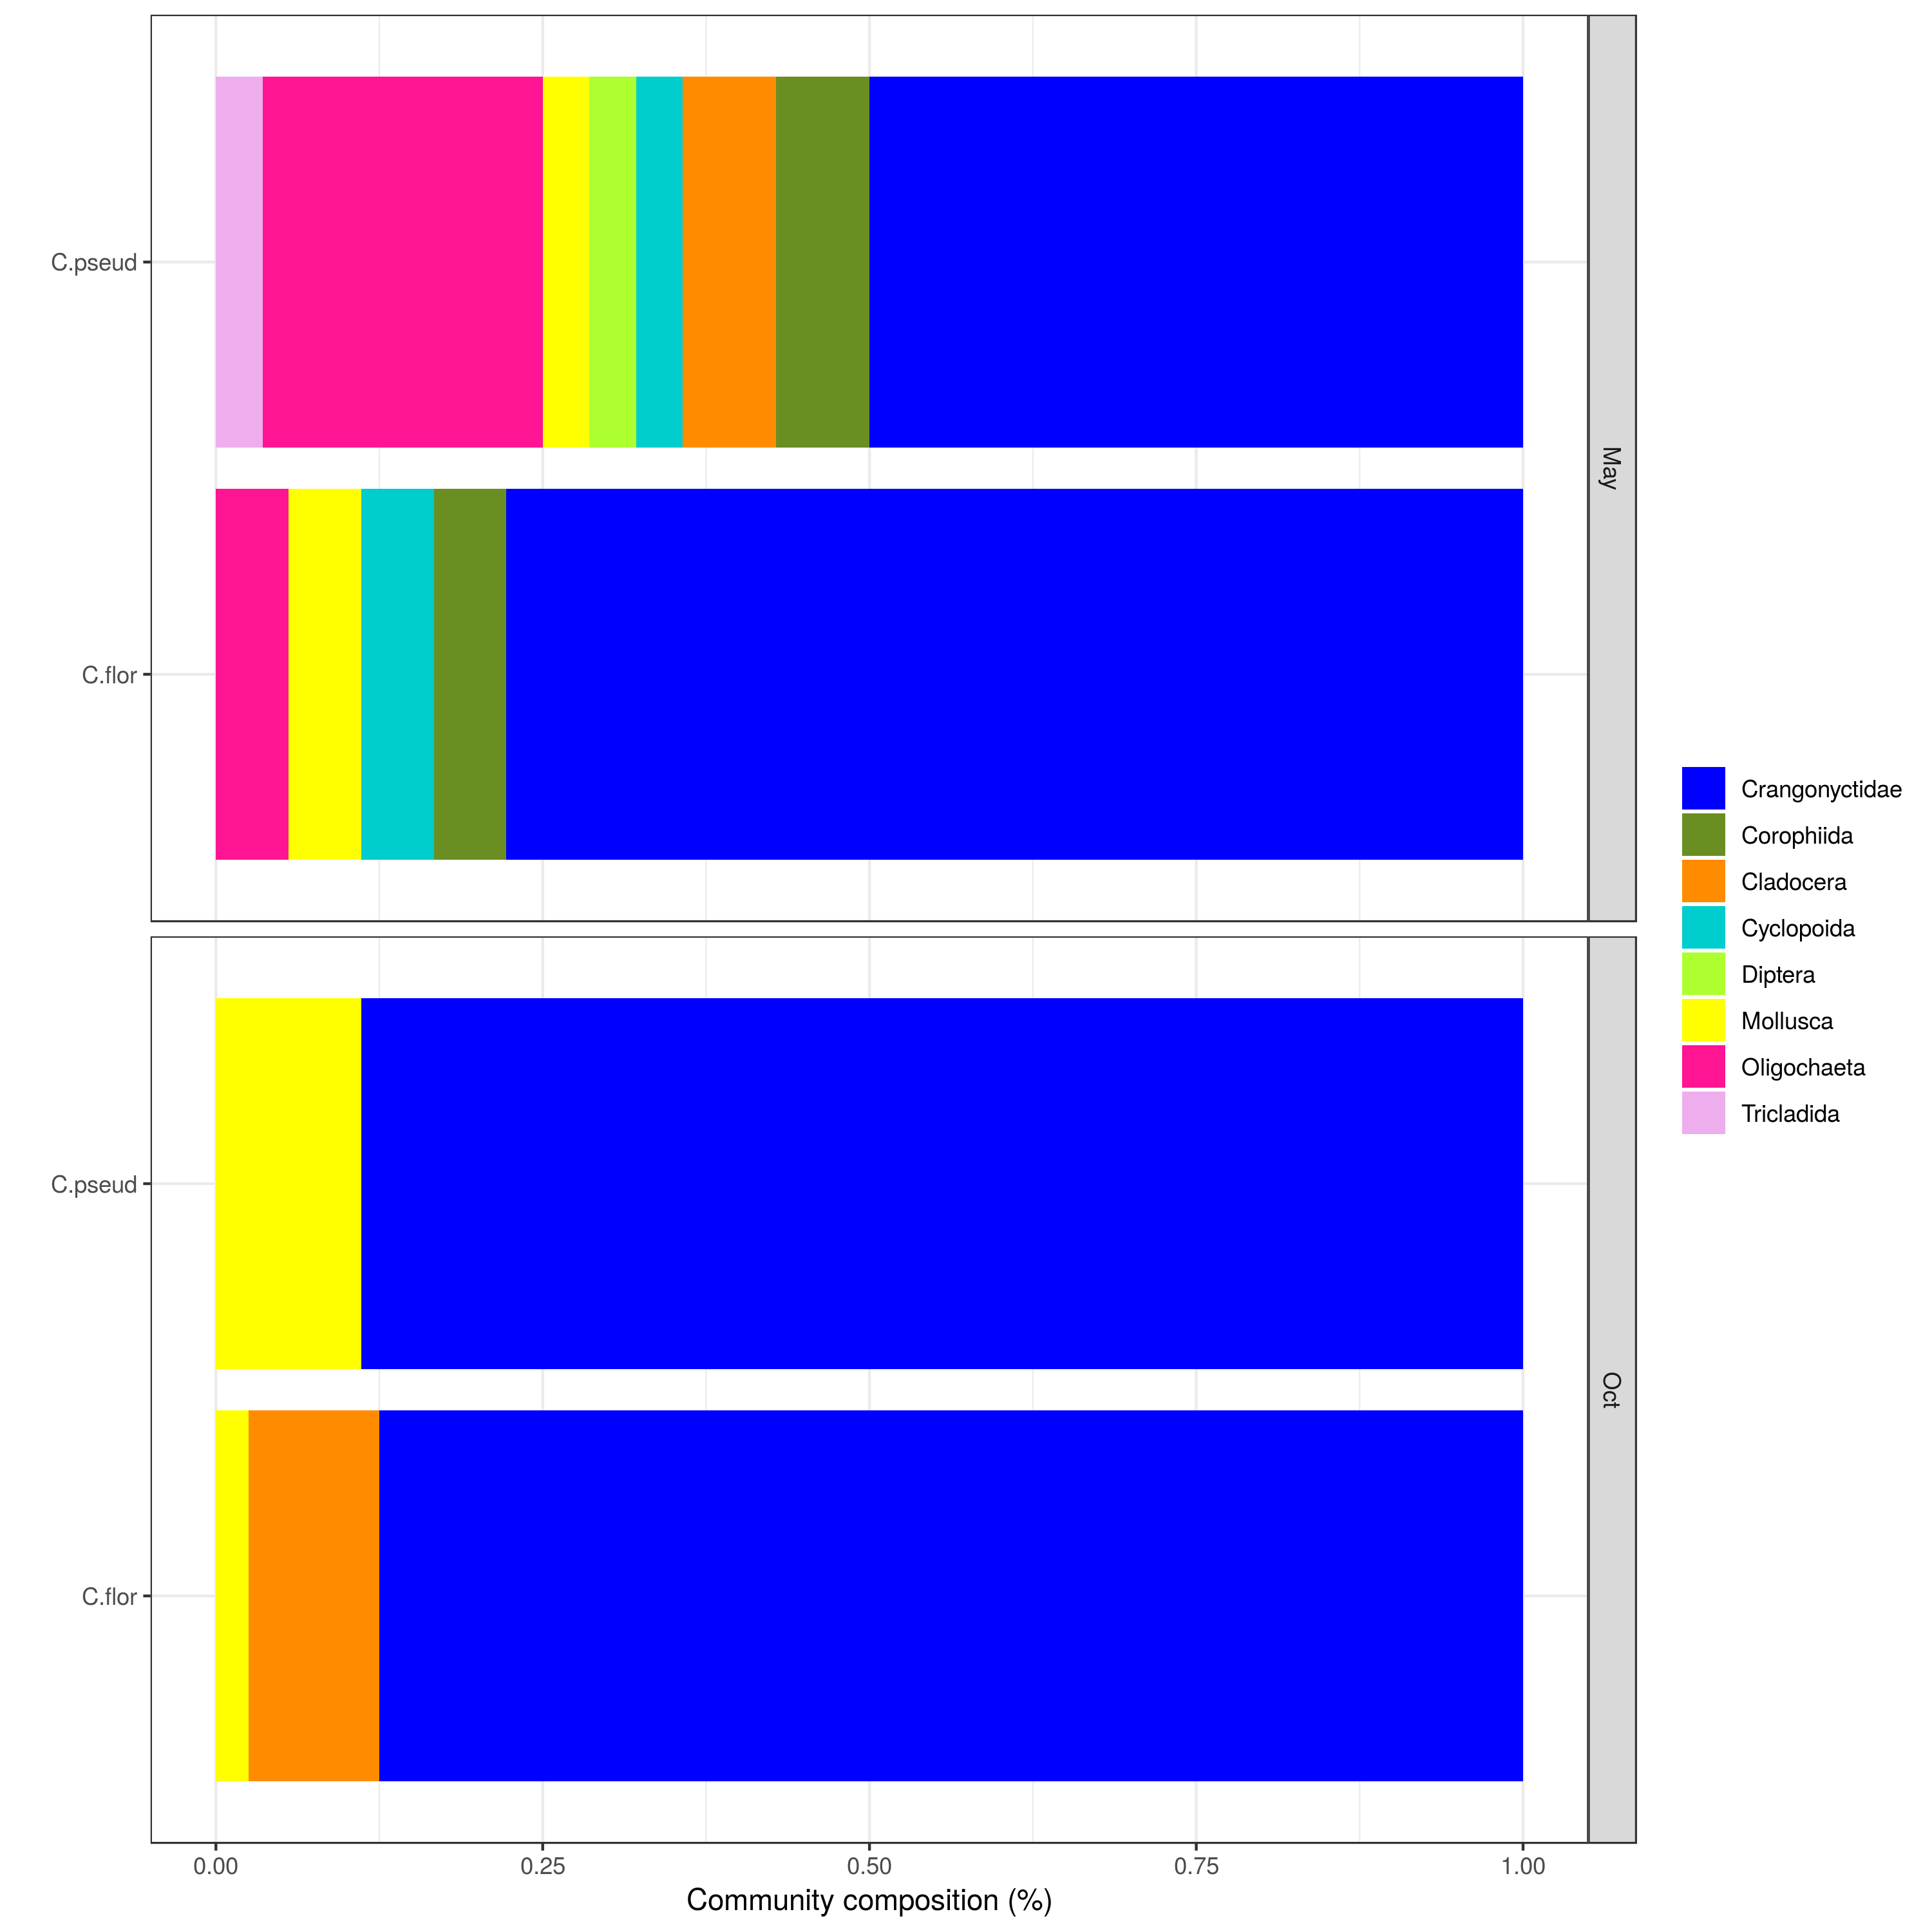 C.pseud
C.flor
May
C.pseud
C.flor
Oct
0.00
0.25
0.50
0.75
1.00
Community composition (%)
Crangonyctidae
Corophiida
Cladocera
Cyclopoida
Diptera
Mollusca
Oligochaeta
Tricladida